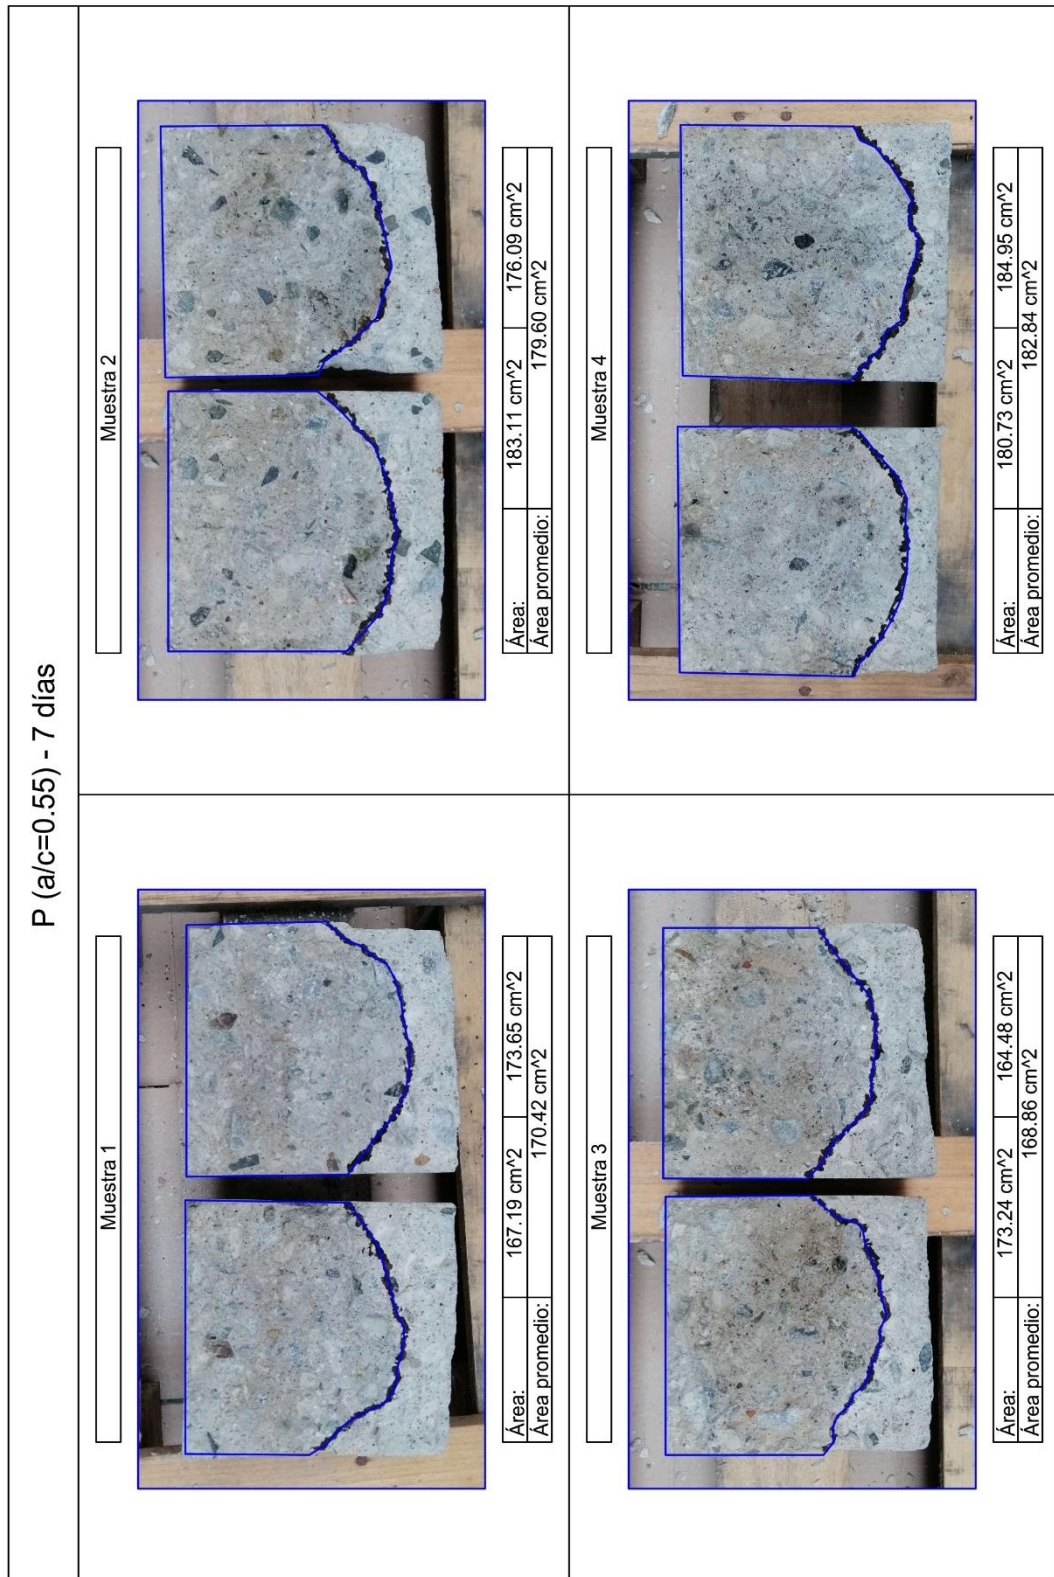 P (a/c=0.55) - 7 días
Muestra 1
Área: 167.19 cm^2 173.65 cm^2
Área promedio: 170.42 cm^2
Muestra 2
Área: 183.11 cm^2 176.09 cm^2
Área promedio: 179.60 cm^2
Muestra 3
Área: 173.24 cm^2 164.48 cm^2
Área promedio: 168.86 cm^2
Muestra 4
Área: 180.73 cm^2 184.95 cm^2
Área promedio: 182.84 cm^2